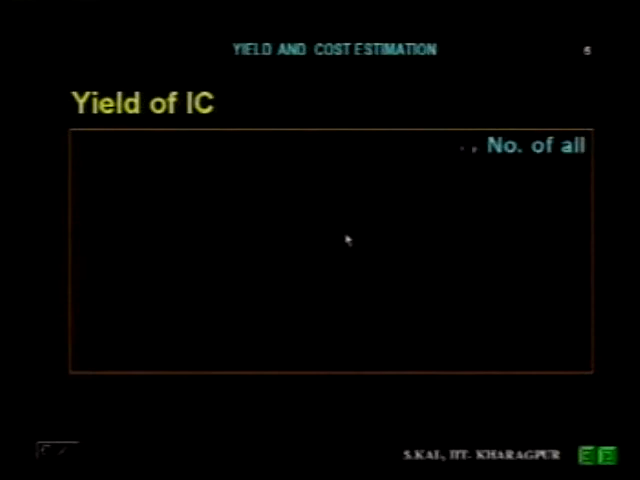 YIELD AND COST ESTIMATION
5
Yield of IC
No. of all
S.KAL, IIT- KHARAGPUR